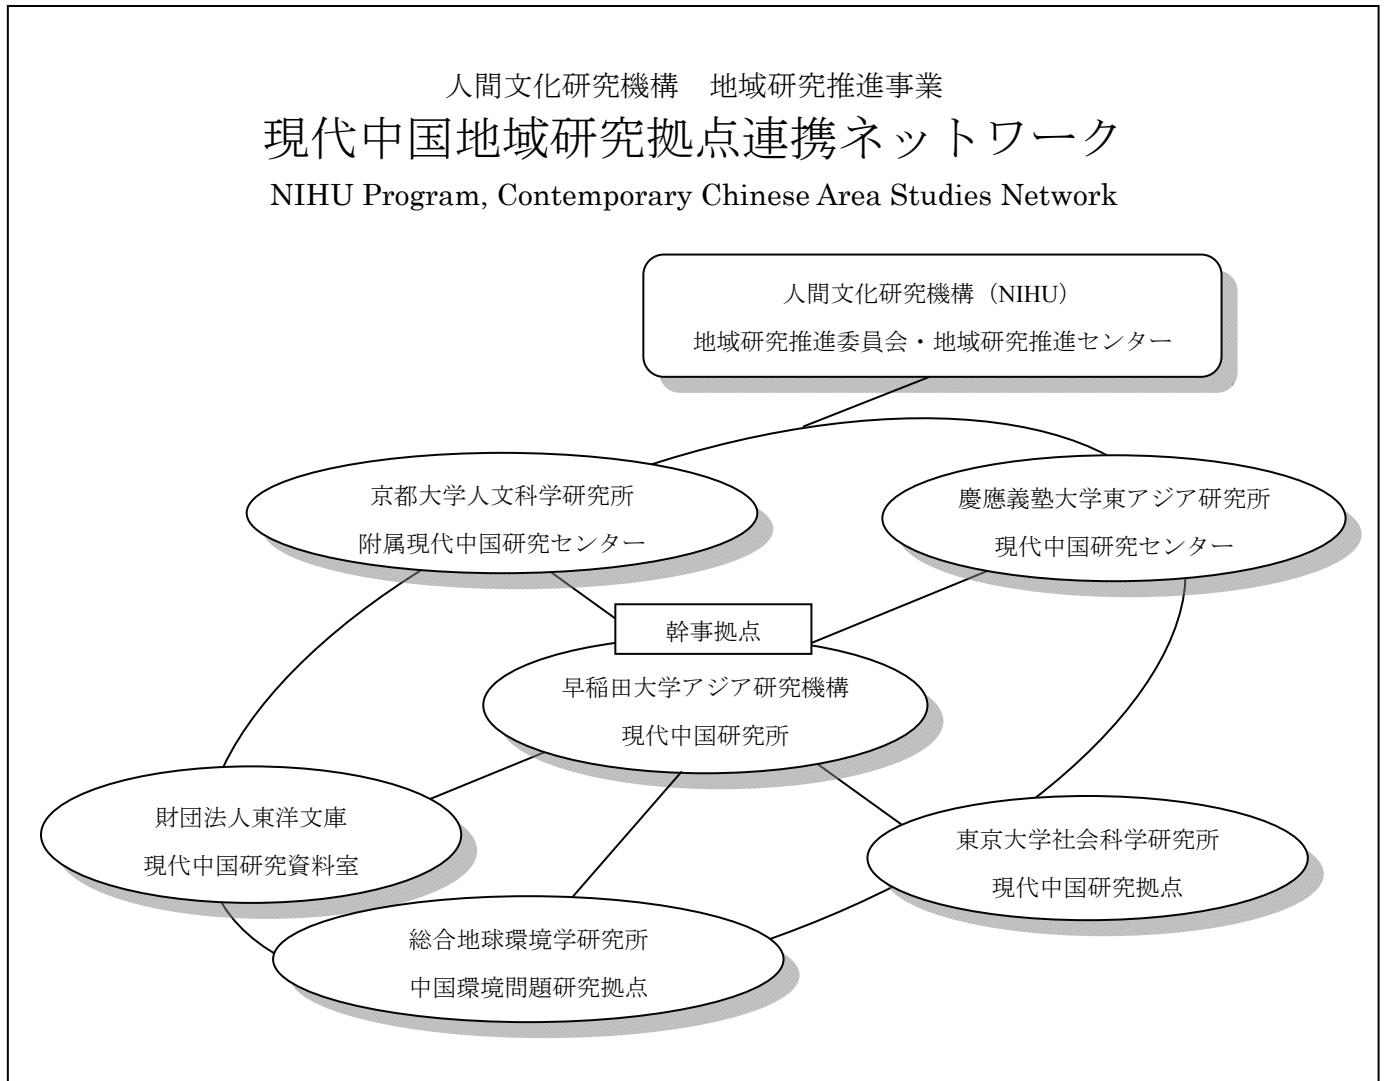 人間文化研究機構　地域研究推進事業
現代中国地域研究拠点連携ネットワーク
NIHU Program, Contemporary Chinese Area Studies Network
人間文化研究機構（NIHU）
地域研究推進委員会・地域研究推進センター
京都大学人文科学研究所
附属現代中国研究センター
慶應義塾大学東アジア研究所
現代中国研究センター
幹事拠点
早稲田大学アジア研究機構
現代中国研究所
財団法人東洋文庫
現代中国研究資料室
東京大学社会科学研究所
現代中国研究拠点
総合地球環境学研究所
中国環境問題研究拠点